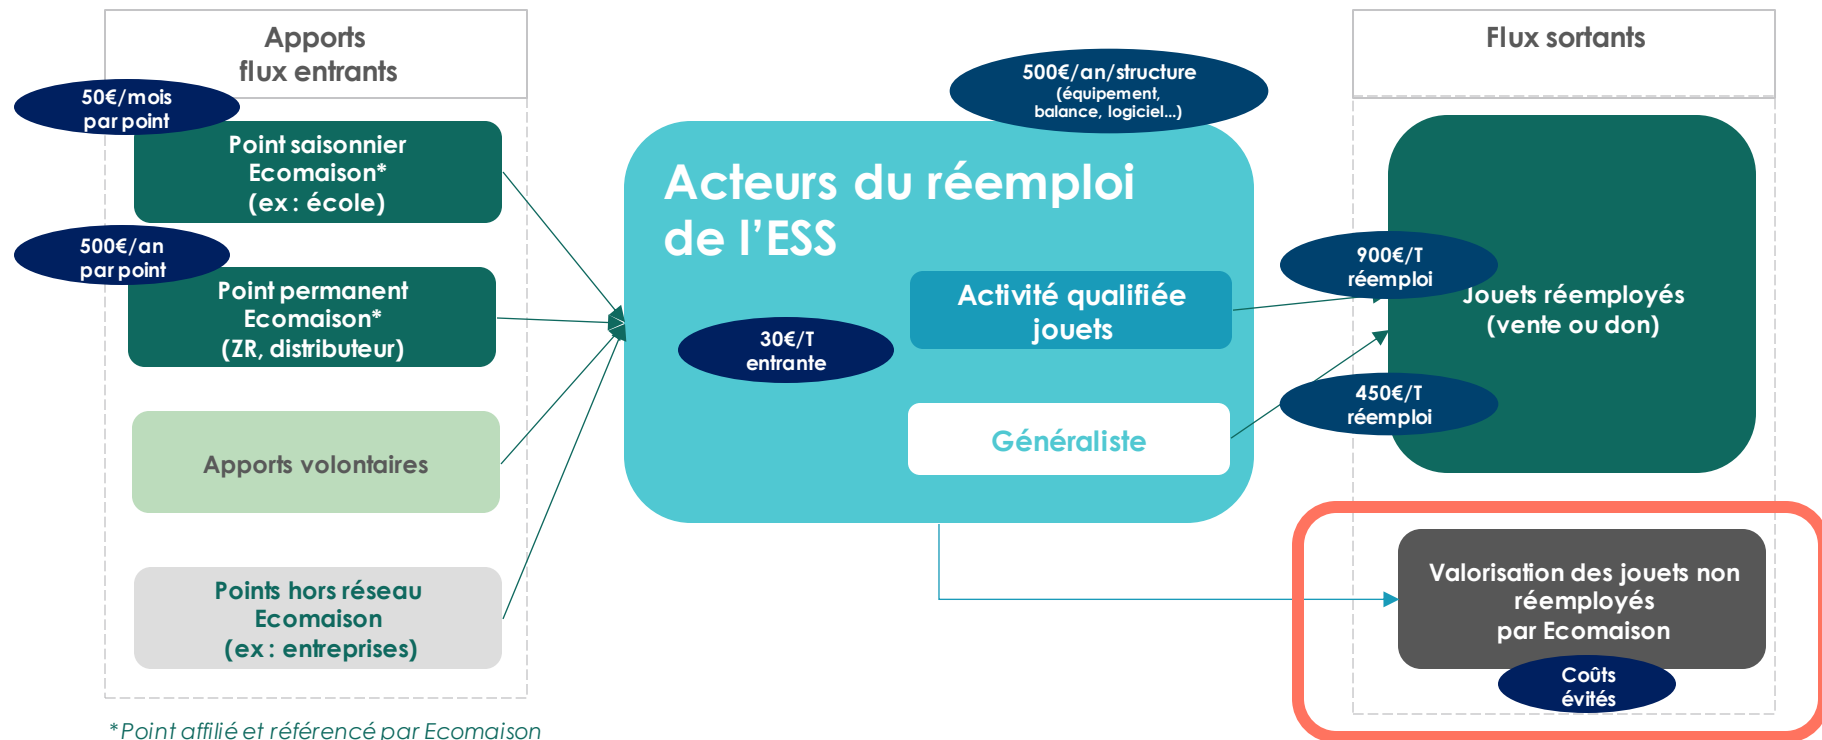 Apports
flux entrants
50€/mois
par point
Point saisonnier
Ecomaison*
(ex : école)
500€/an
par point
Point permanent
Ecomaison*
(ZR, distributeur)
Apports volontaires
Points hors réseau
Ecomaison
(ex : entreprises)
*Point affilié et référencé par Ecomaison
500€/an/structure
(équipement,
balance, logiciel...)
Acteurs du réemploi
de l'ESS
30€/T
entrante
Activité qualifiée
jouets
Généraliste
Flux sortants
900€/T
réemploi
450€/T
réemploi
Jouets réemployés
(vente ou don)
Valorisation des jouets non
réemployés
par Ecomaison
Coûts
évités